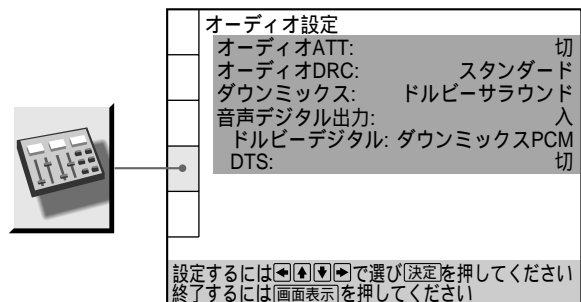 オーディオ設定
オーディオATT: 切
オーディオDRC: スタンダード
ダウンミックス: ドルビーサラウンド
音声デジタル出力: 入
ドルビーデジタル: ダウンミックスPCM
DTS: 切
設定するには←↑↓→で選び決定を押してください
終了するには画面表示を押してください